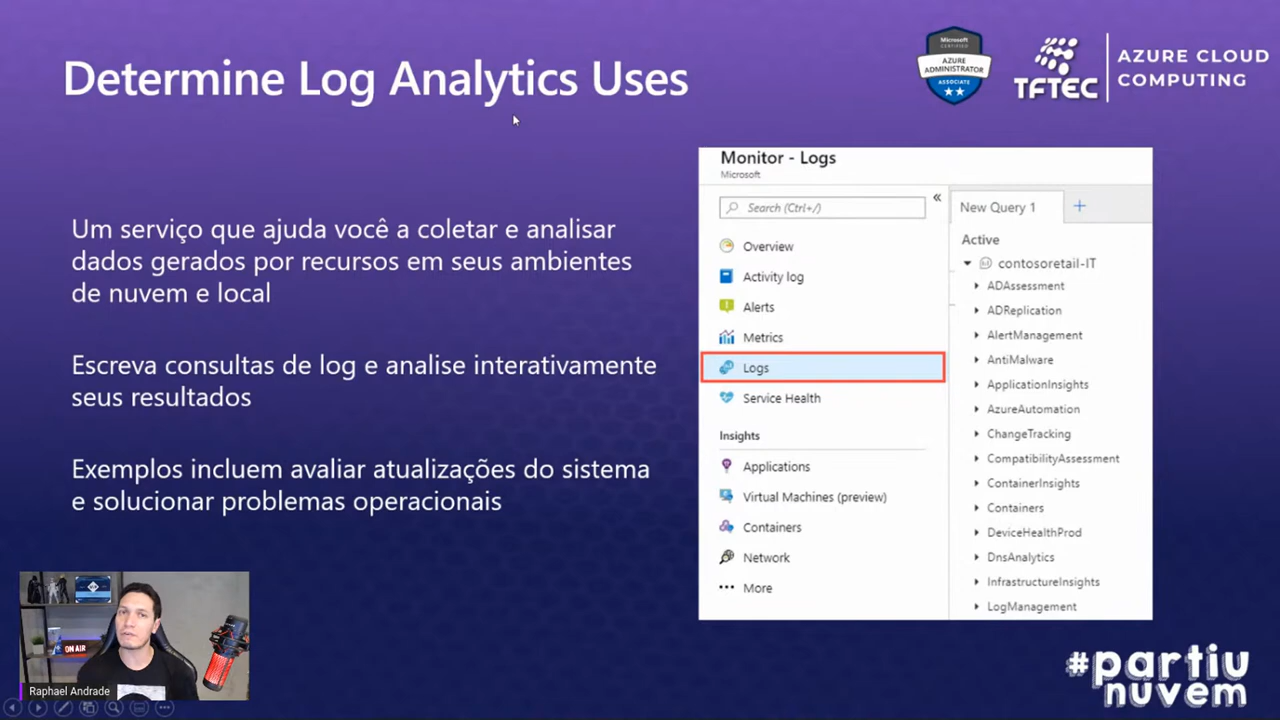 Determine Log Analytics Uses
Microsoft
CERTIFIED
AZURE
ADMINISTRATOR
ASSOCIATE
TFTEC
AZURE CLOUD
COMPUTING
Um serviço que ajuda você a coletar e analisar
dados gerados por recursos em seus ambientes
de nuvem e local
Escreva consultas de log e analise interativamente
seus resultados
Exemplos incluem avaliar atualizações do sistema
e solucionar problemas operacionais
Monitor - Logs
Microsoft
Search (Ctrl+/)
Overview
Activity log
Alerts
Metrics
Logs
Service Health
Insights
Applications
Virtual Machines (preview)
Containers
Network
More
New Query 1
Active
contosoretail-IT
ADAssessment
ADReplication
AlertManagement
AntiMalware
ApplicationInsights
AzureAutomation
ChangeTracking
CompatibilityAssessment
ContainerInsights
Containers
DeviceHealthProd
DnsAnalytics
InfrastructureInsights
LogManagement
ON AIR
Raphael Andrade
#partiu
nuvem